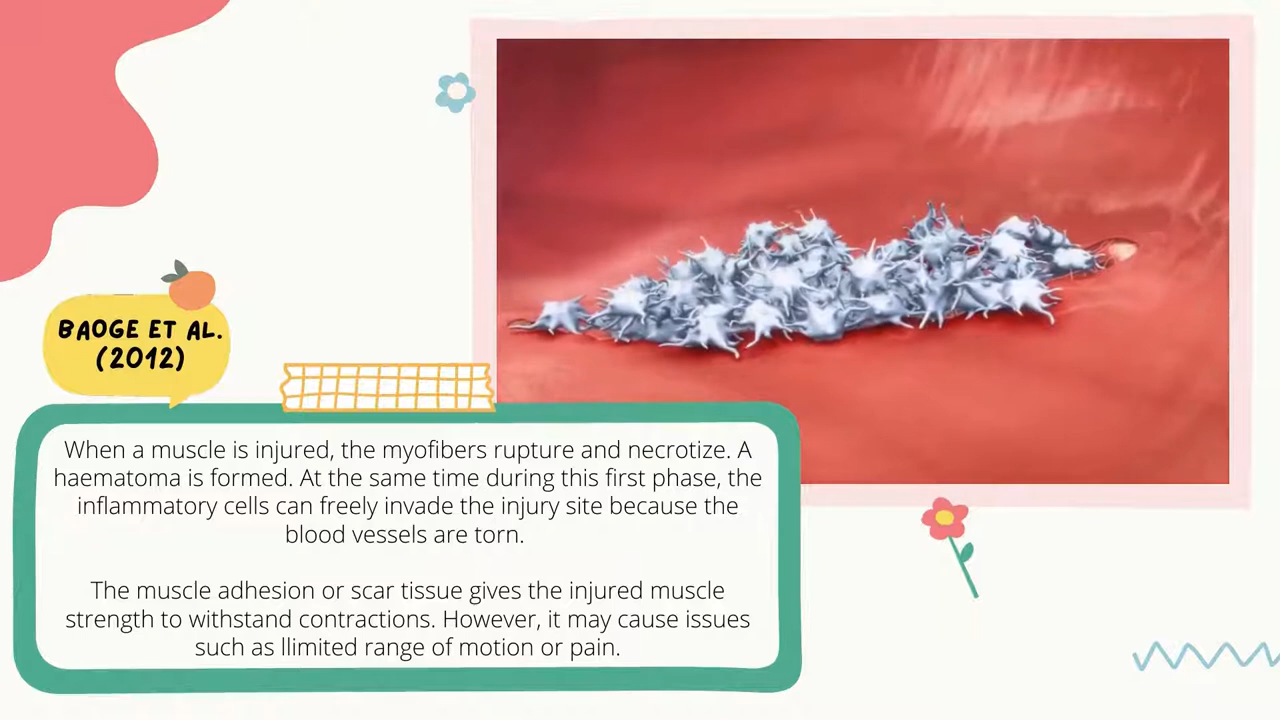 BAOGE ET AL.
(2012)
When a muscle is injured, the myofibers rupture and necrotize. A
haematoma is formed. At the same time during this first phase, the
inflammatory cells can freely invade the injury site because the
blood vessels are torn.
The muscle adhesion or scar tissue gives the injured muscle
strength to withstand contractions. However, it may cause issues
such as llimited range of motion or pain.